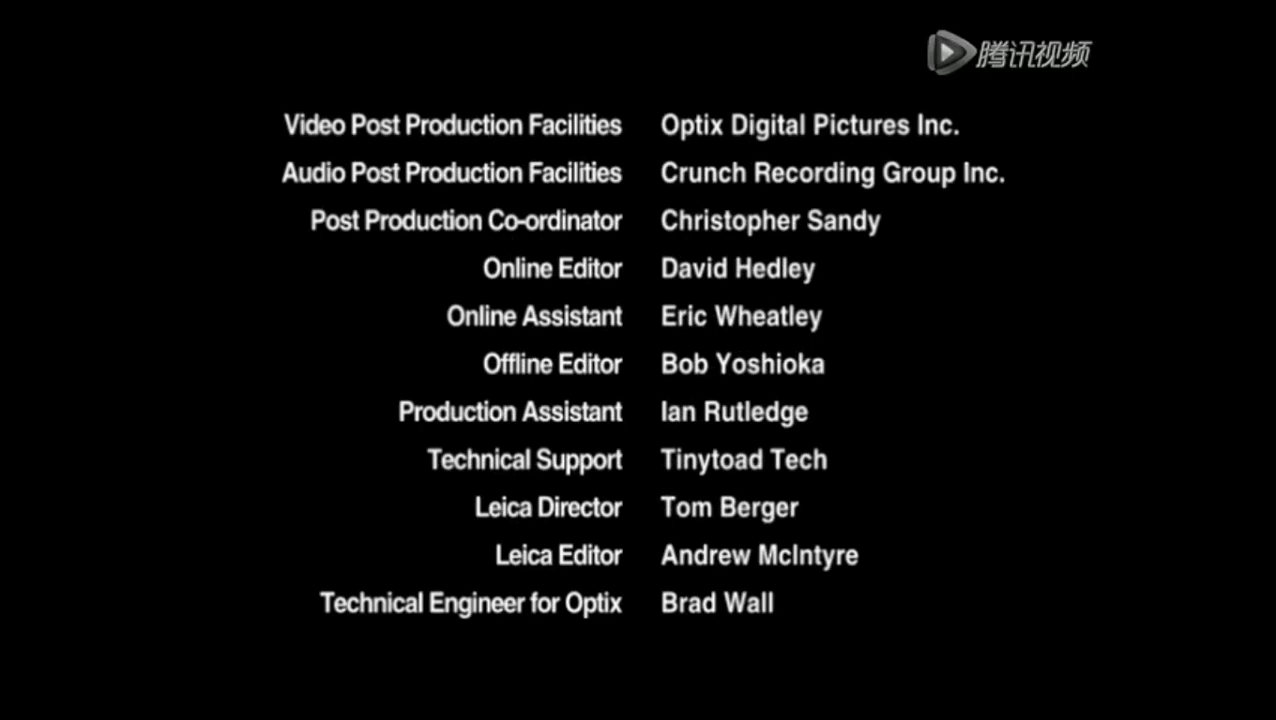 腾讯视频
Video Post Production Facilities Optix Digital Pictures Inc.
Audio Post Production Facilities Crunch Recording Group Inc.
Post Production Co-ordinator Christopher Sandy
Online Editor David Hedley
Online Assistant Eric Wheatley
Offline Editor Bob Yoshioka
Production Assistant Ian Rutledge
Technical Support Tinytoad Tech
Leica Director Tom Berger
Leica Editor Andrew McIntyre
Technical Engineer for Optix Brad Wall